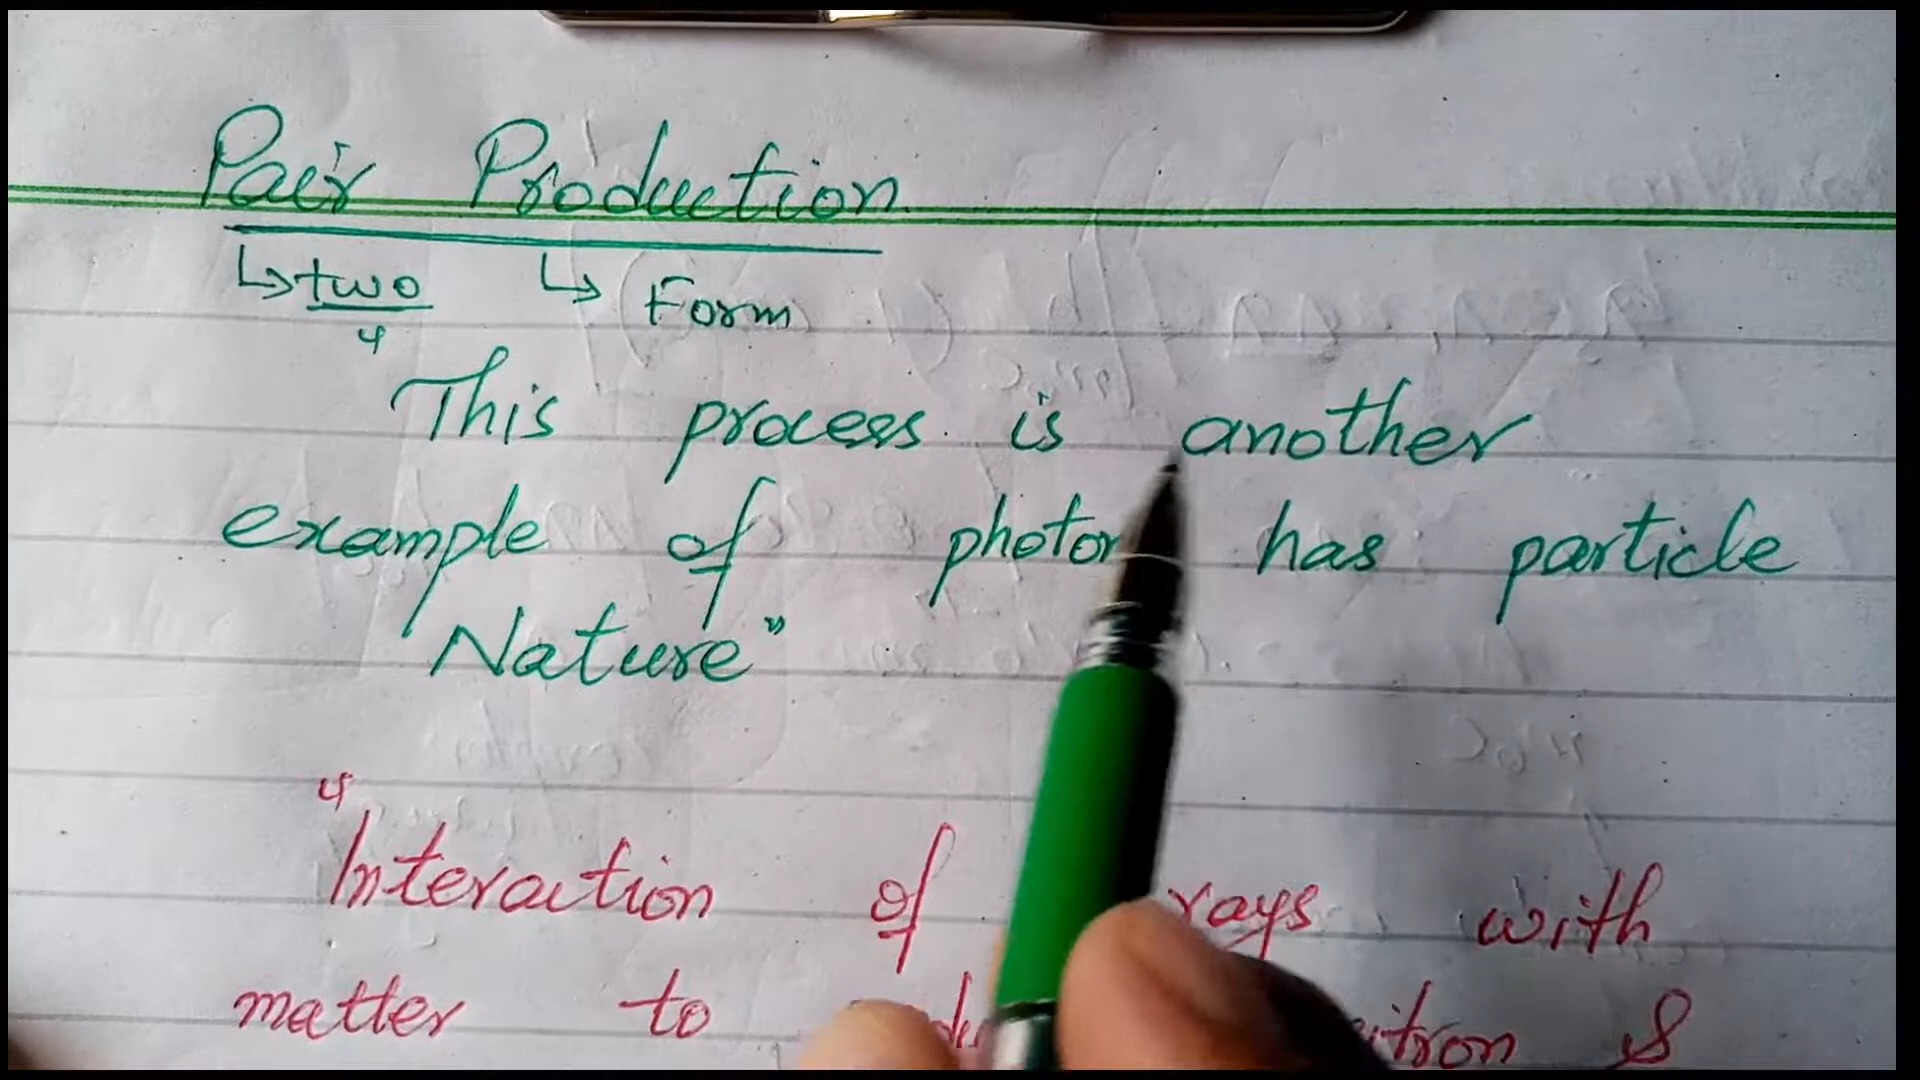 Pair Production
↳ two ↳ Form
"This process is another
example of photon has particle
Nature"
"Interaction of rays with
matter to &